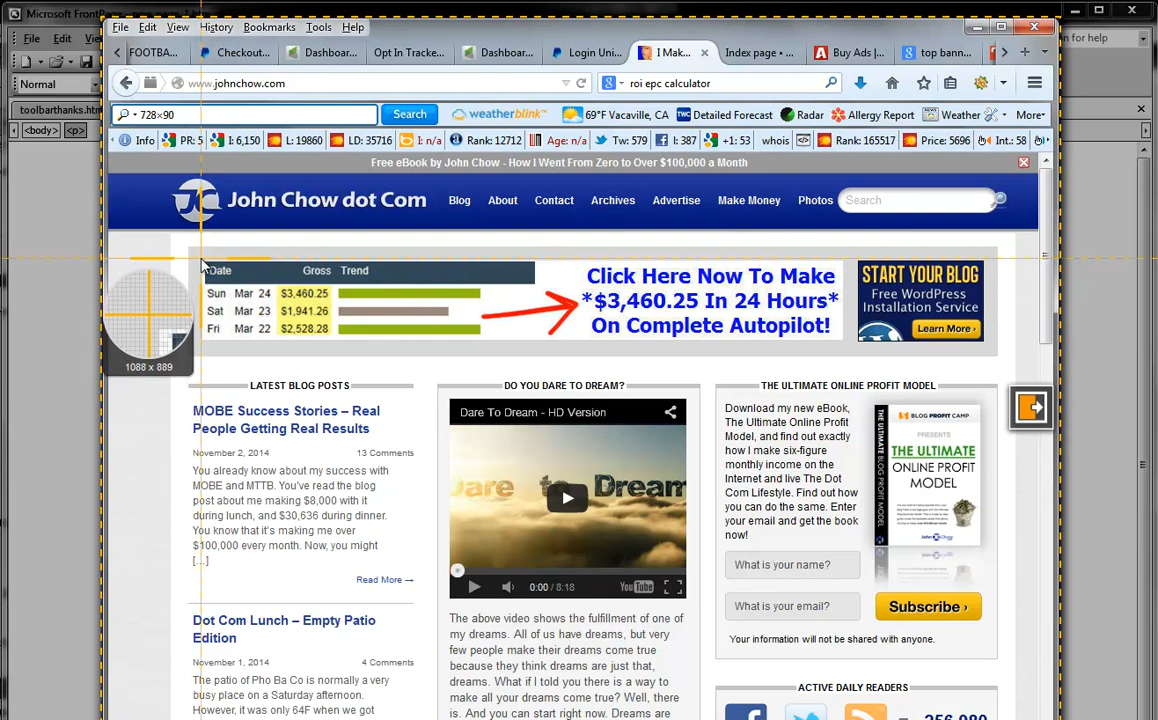 Microsoft FrontPage
File Edit
File Edit View History Bookmarks Tools Help
for help
FOOTBA... Checkout... Dashboar... Opt In Tracke... Dashboar... Login Uni... I Mak... Index page • ... Buy Ads |... top bann...
Normal
www.johnchow.com
roi epc calculator
toolbarthanks.htm
728×90 Search weatherblink™ 69°F Vacaville, CA Detailed Forecast Radar Allergy Report Weather More
<body> <p>
Info PR: 5 I: 6,150 L: 19860 LD: 35716 I: n/a Rank: 12712 Age: n/a Tw: 579 I: 387 +1: 53 whois Rank: 165517 Price: 5696 Int.: 58
Free eBook by John Chow - How I Went From Zero to Over $100,000 a Month
John Chow dot Com Blog About Contact Archives Advertise Make Money Photos Search
Date Gross Trend
Sun Mar 24 $3,460.25
Sat Mar 23 $1,941.26
Fri Mar 22 $2,528.28
Click Here Now To Make
*$3,460.25 In 24 Hours*
On Complete Autopilot!
START YOUR BLOG
Free WordPress
Installation Service
Learn More ›
1088 x 889
LATEST BLOG POSTS
MOBE Success Stories – Real
People Getting Real Results
November 2, 2014 13 Comments
You already know about my success with
MOBE and MTTB. You've read the blog
post about me making $8,000 with it
during lunch, and $30,636 during dinner.
You know that it's making me over
$100,000 every month. Now, you might
[...]
Read More →
Dot Com Lunch – Empty Patio
Edition
November 1, 2014 4 Comments
The patio of Pho Ba Co is normally a very
busy place on a Saturday afternoon.
However, it was only 64F when we got
DO YOU DARE TO DREAM?
Dare To Dream - HD Version
Dare to Dream
0:00 / 8:18 YouTube
The above video shows the fulfillment of one of
my dreams. All of us have dreams, but very
few people make their dreams come true
because they think dreams are just that,
dreams. What if I told you there is a way to
make all your dreams come true? Well, there
is. And you can start right now. Dreams are
THE ULTIMATE ONLINE PROFIT MODEL
Download my new eBook,
The Ultimate Online Profit
Model, and find out exactly
how I make six-figure
monthly income on the
Internet and live The Dot
Com Lifestyle. Find out how
you can do the same. Enter
your email and get the book
now!
BLOG PROFIT CAMP
PRESENTS
THE ULTIMATE
ONLINE PROFIT
MODEL
What is your name?
What is your email?
Subscribe ›
Your information will not be shared with anyone.
ACTIVE DAILY READERS